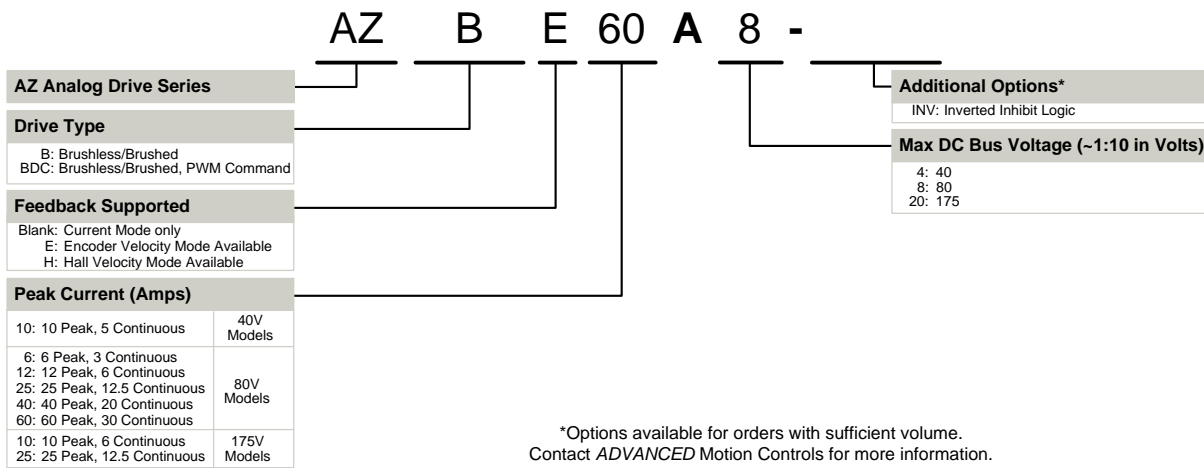 AZ B E 60 A 8 -
AZ Analog Drive Series
Drive Type
B: Brushless/Brushed
BDC: Brushless/Brushed, PWM Command
Feedback Supported
Blank: Current Mode only
E: Encoder Velocity Mode Available
H: Hall Velocity Mode Available
Peak Current (Amps)
10: 10 Peak, 5 Continuous
40V
Models
6: 6 Peak, 3 Continuous
12: 12 Peak, 6 Continuous
25: 25 Peak, 12.5 Continuous
40: 40 Peak, 20 Continuous
60: 60 Peak, 30 Continuous
80V
Models
10: 10 Peak, 6 Continuous
25: 25 Peak, 12.5 Continuous
175V
Models
Additional Options*
INV: Inverted Inhibit Logic
Max DC Bus Voltage (~1:10 in Volts)
4: 40
8: 80
20: 175
*Options available for orders with sufficient volume.
Contact ADVANCED Motion Controls for more information.